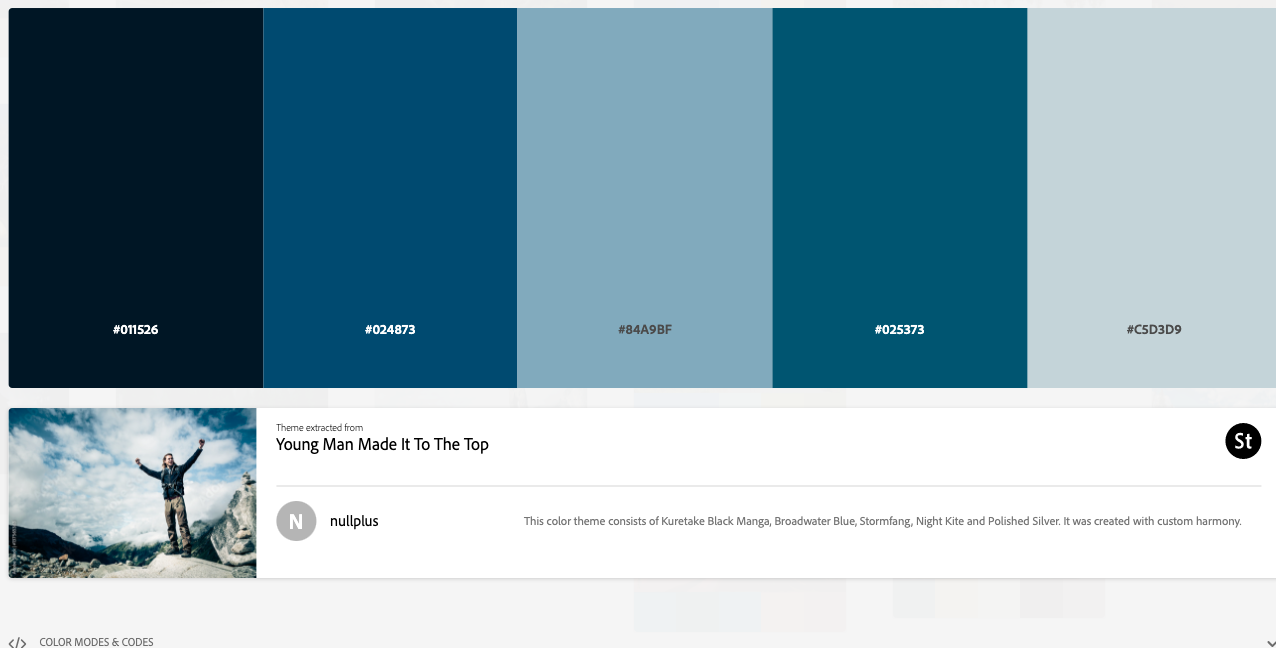 #011526
#024873
#84A9BF
#025373
#C5D3D9
Theme extracted from
Young Man Made It To The Top
St
N
nullplus
This color theme consists of Kuretake Black Manga, Broadwater Blue, Stormfang, Night Kite and Polished Silver. It was created with custom harmony.
</> COLOR MODES & CODES